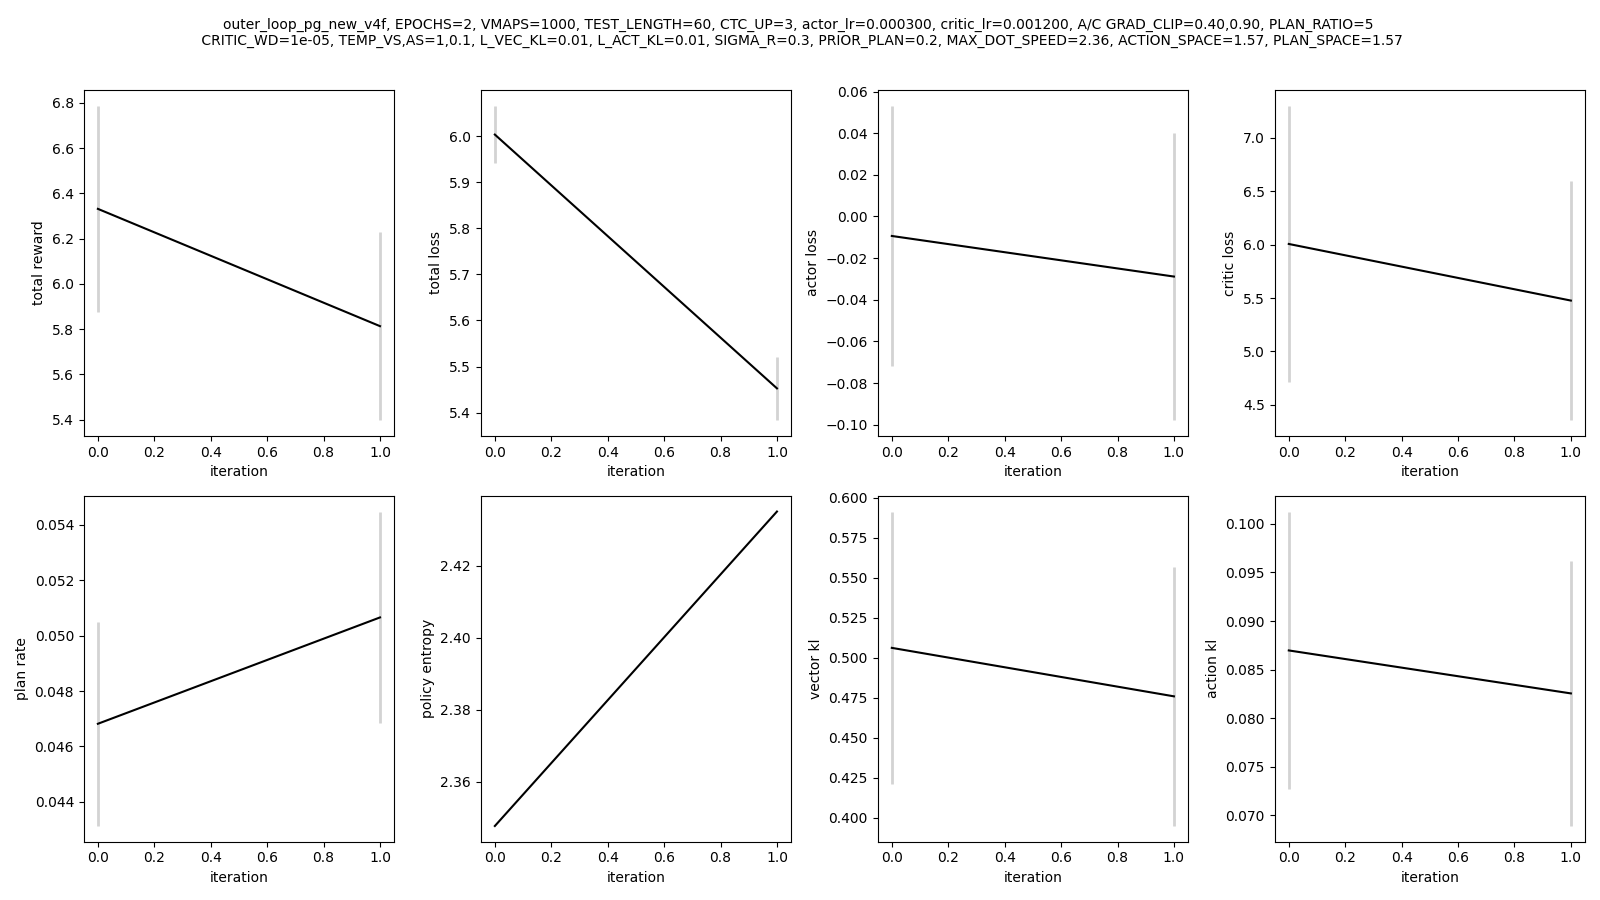 outer_loop_pg_new_v4f, EPOCHS=2, VMAPS=1000, TEST_LENGTH=60, CTC_UP=3, actor_lr=0.000300, critic_lr=0.001200, A/C GRAD_CLIP=0.40,0.90, PLAN_RATIO=5
CRITIC_WD=1e-05, TEMP_VS,AS=1,0.1, L_VEC_KL=0.01, L_ACT_KL=0.01, SIGMA_R=0.3, PRIOR_PLAN=0.2, MAX_DOT_SPEED=2.36, ACTION_SPACE=1.57, PLAN_SPACE=1.57
total reward
6.8
6.6
6.4
6.2
6.0
5.8
5.6
5.4
0.0 0.2 0.4 0.6 0.8 1.0
iteration
total loss
6.0
5.9
5.8
5.7
5.6
5.5
5.4
0.0 0.2 0.4 0.6 0.8 1.0
iteration
actor loss
0.06
0.04
0.02
0.00
−0.02
−0.04
−0.06
−0.08
−0.10
0.0 0.2 0.4 0.6 0.8 1.0
iteration
critic loss
7.0
6.5
6.0
5.5
5.0
4.5
0.0 0.2 0.4 0.6 0.8 1.0
iteration
plan rate
0.054
0.052
0.050
0.048
0.046
0.044
0.0 0.2 0.4 0.6 0.8 1.0
iteration
policy entropy
2.42
2.40
2.38
2.36
0.0 0.2 0.4 0.6 0.8 1.0
iteration
vector kl
0.600
0.575
0.550
0.525
0.500
0.475
0.450
0.425
0.400
0.0 0.2 0.4 0.6 0.8 1.0
iteration
action kl
0.100
0.095
0.090
0.085
0.080
0.075
0.070
0.0 0.2 0.4 0.6 0.8 1.0
iteration